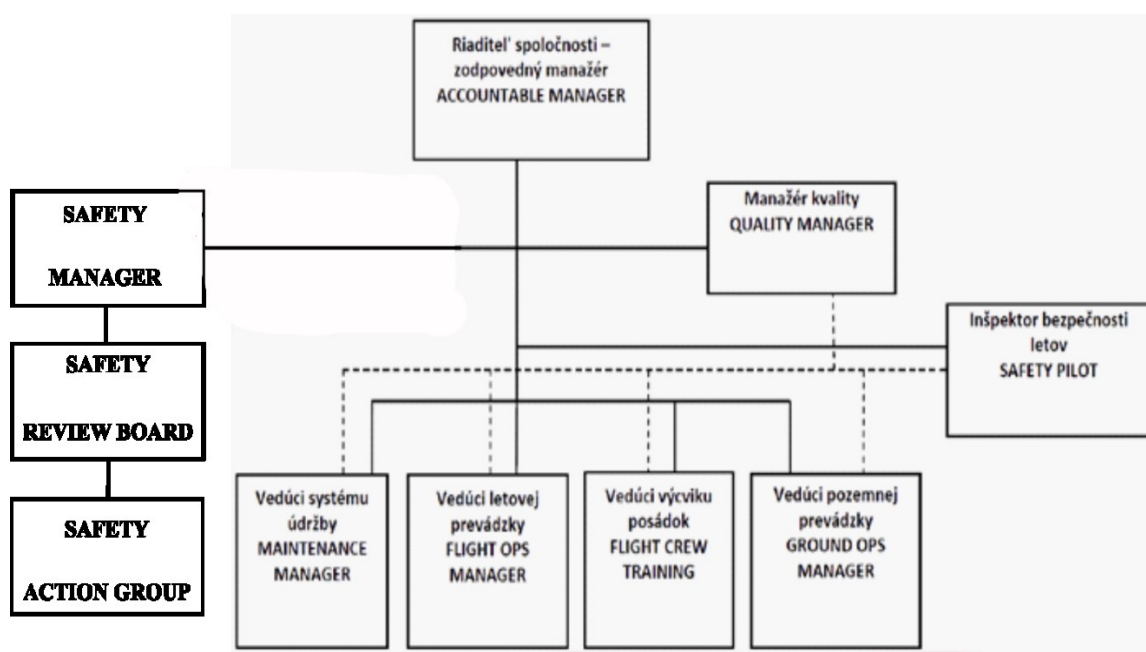 Riaditeľ spoločnosti –
zodpovedný manažér
ACCOUNTABLE MANAGER
SAFETY
MANAGER
Manažér kvality
QUALITY MANAGER
Inšpektor bezpečnosti
letov
SAFETY PILOT
SAFETY
REVIEW BOARD
SAFETY
ACTION GROUP
Vedúci systému
údržby
MAINTENANCE
MANAGER
Vedúci letovej
prevádzky
FLIGHT OPS
MANAGER
Vedúci výcviku
posádok
FLIGHT CREW
TRAINING
Vedúci pozemnej
prevádzky
GROUND OPS
MANAGER